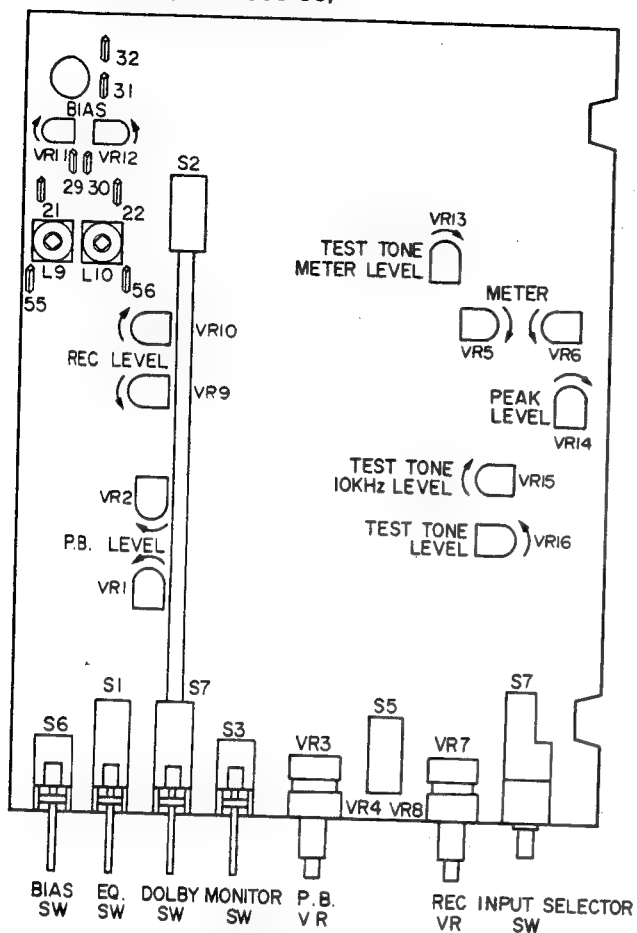 32
31
BIAS
VR11 VR12
29 30
21 22
L9 L10
55 56
S2
VR13
TEST TONE
METER LEVEL
METER
VR10
REC LEVEL
VR9
VR5 VR6
PEAK
LEVEL
VR14
TEST TONE
10KHz LEVEL
VR15
VR2
P.B. LEVEL
VR1
TEST TONE
LEVEL
VR16
S6 S1 S7 S3 VR3 S5 VR7 S7
VR4 VR8
BIAS
SW
EQ.
SW
DOLBY
SW
MONITOR
SW
P.B.
VR
REC
VR
INPUT SELECTOR
SW